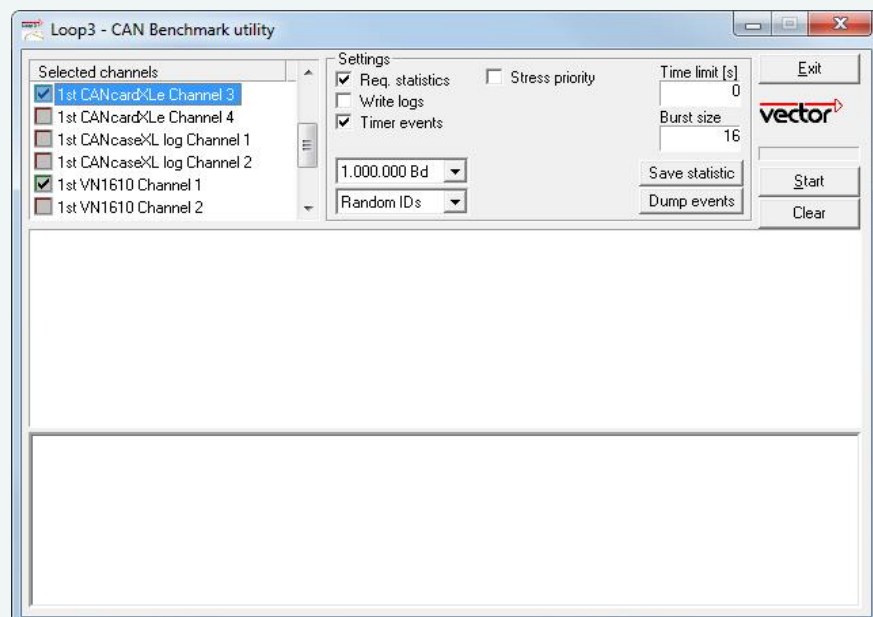 Loop3 - CAN Benchmark utility
Selected channels
1st CANcardXLe Channel 3
1st CANcardXLe Channel 4
1st CANcaseXL log Channel 1
1st CANcaseXL log Channel 2
1st VN1610 Channel 1
1st VN1610 Channel 2
Settings
Req. statistics
Write logs
Timer events
Stress priority
1.000.000 Bd
Random IDs
Time limit [s]
0
Burst size
16
Save statistic
Dump events
Exit
vector
Start
Clear